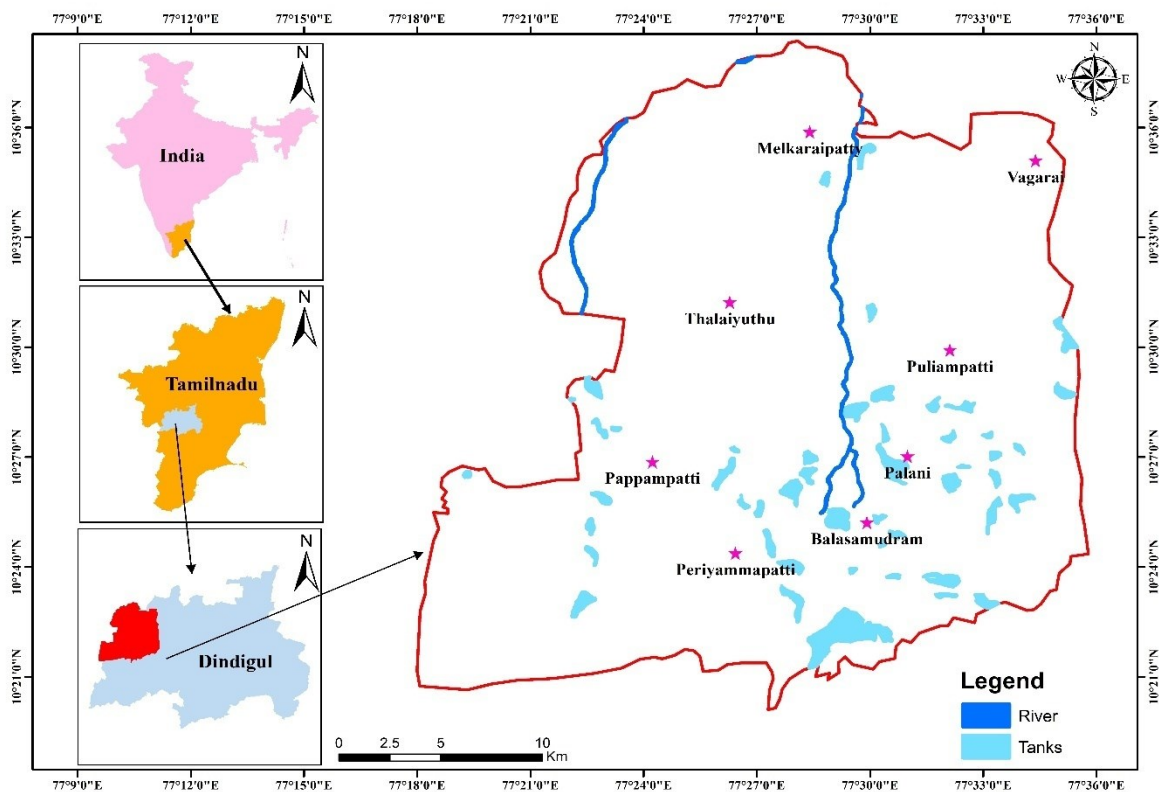 77°9'0"E 77°12'0"E 77°15'0"E 77°18'0"E 77°21'0"E 77°24'0"E 77°27'0"E 77°30'0"E 77°33'0"E 77°36'0"E
N
India
N
Tamilnadu
N
Dindigul
10°36'0"N
10°33'0"N
10°30'0"N
10°27'0"N
10°24'0"N
10°21'0"N
N
W E
S
Melkaraipatty
Vagarai
Thalaiyuthu
Puliampatti
Pappampatti
Palani
Balasamudram
Periyammapatti
Legend
River
Tanks
0 2.5 5 10
Km
10°36'0"N
10°33'0"N
10°30'0"N
10°27'0"N
10°24'0"N
10°21'0"N
77°9'0"E 77°12'0"E 77°15'0"E 77°18'0"E 77°21'0"E 77°24'0"E 77°27'0"E 77°30'0"E 77°33'0"E 77°36'0"E